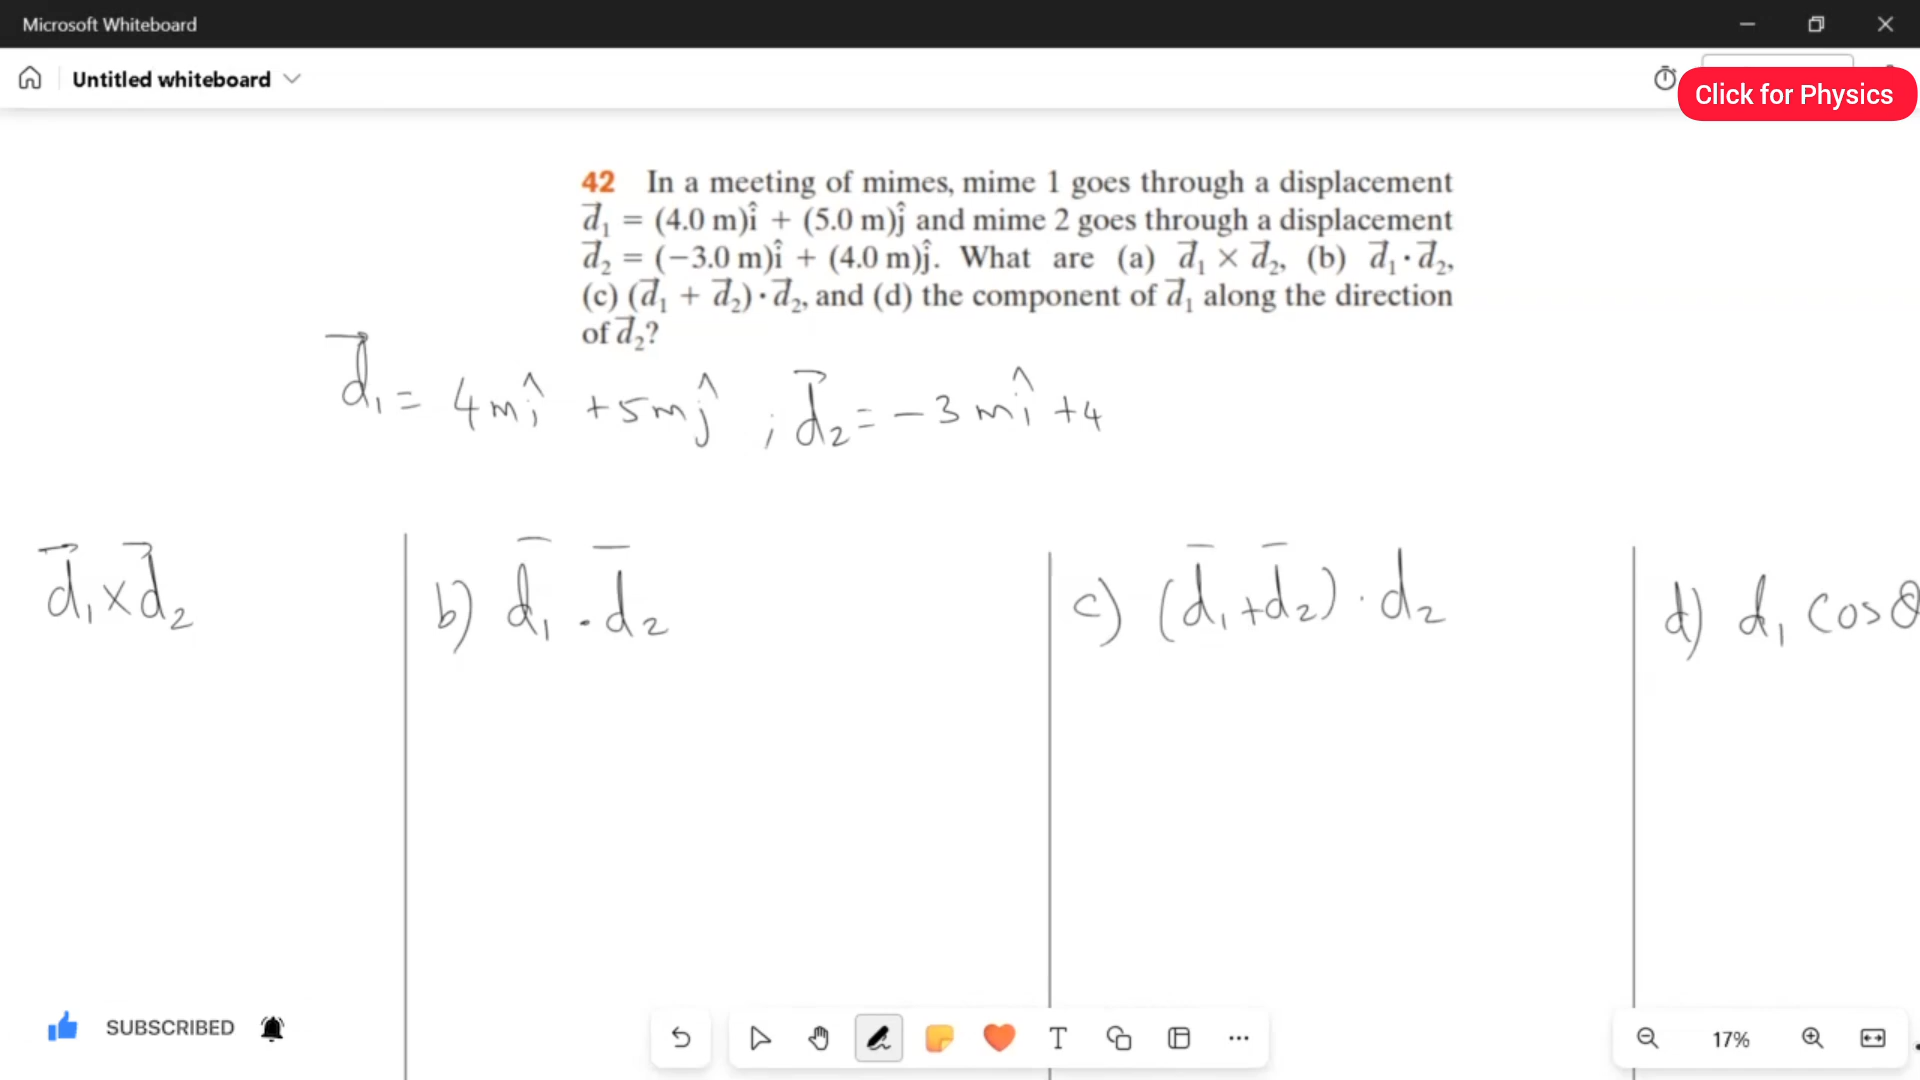 Microsoft Whiteboard
Untitled whiteboard
Click for Physics
42 In a meeting of mimes, mime 1 goes through a displacement
d⃗₁ = (4.0 m)î + (5.0 m)ĵ and mime 2 goes through a displacement
d⃗₂ = (−3.0 m)î + (4.0 m)ĵ. What are (a) d⃗₁ × d⃗₂, (b) d⃗₁ · d⃗₂,
(c) (d⃗₁ + d⃗₂) · d⃗₂, and (d) the component of d⃗₁ along the direction
of d⃗₂?
d⃗₁ = 4mî + 5mĵ ; d⃗₂ = −3mî + 4
d⃗₁ × d⃗₂
b) d̄₁ · d̄₂
c) (d̄₁ + d̄₂) · d₂
d) d₁ cosθ
SUBSCRIBED
17%